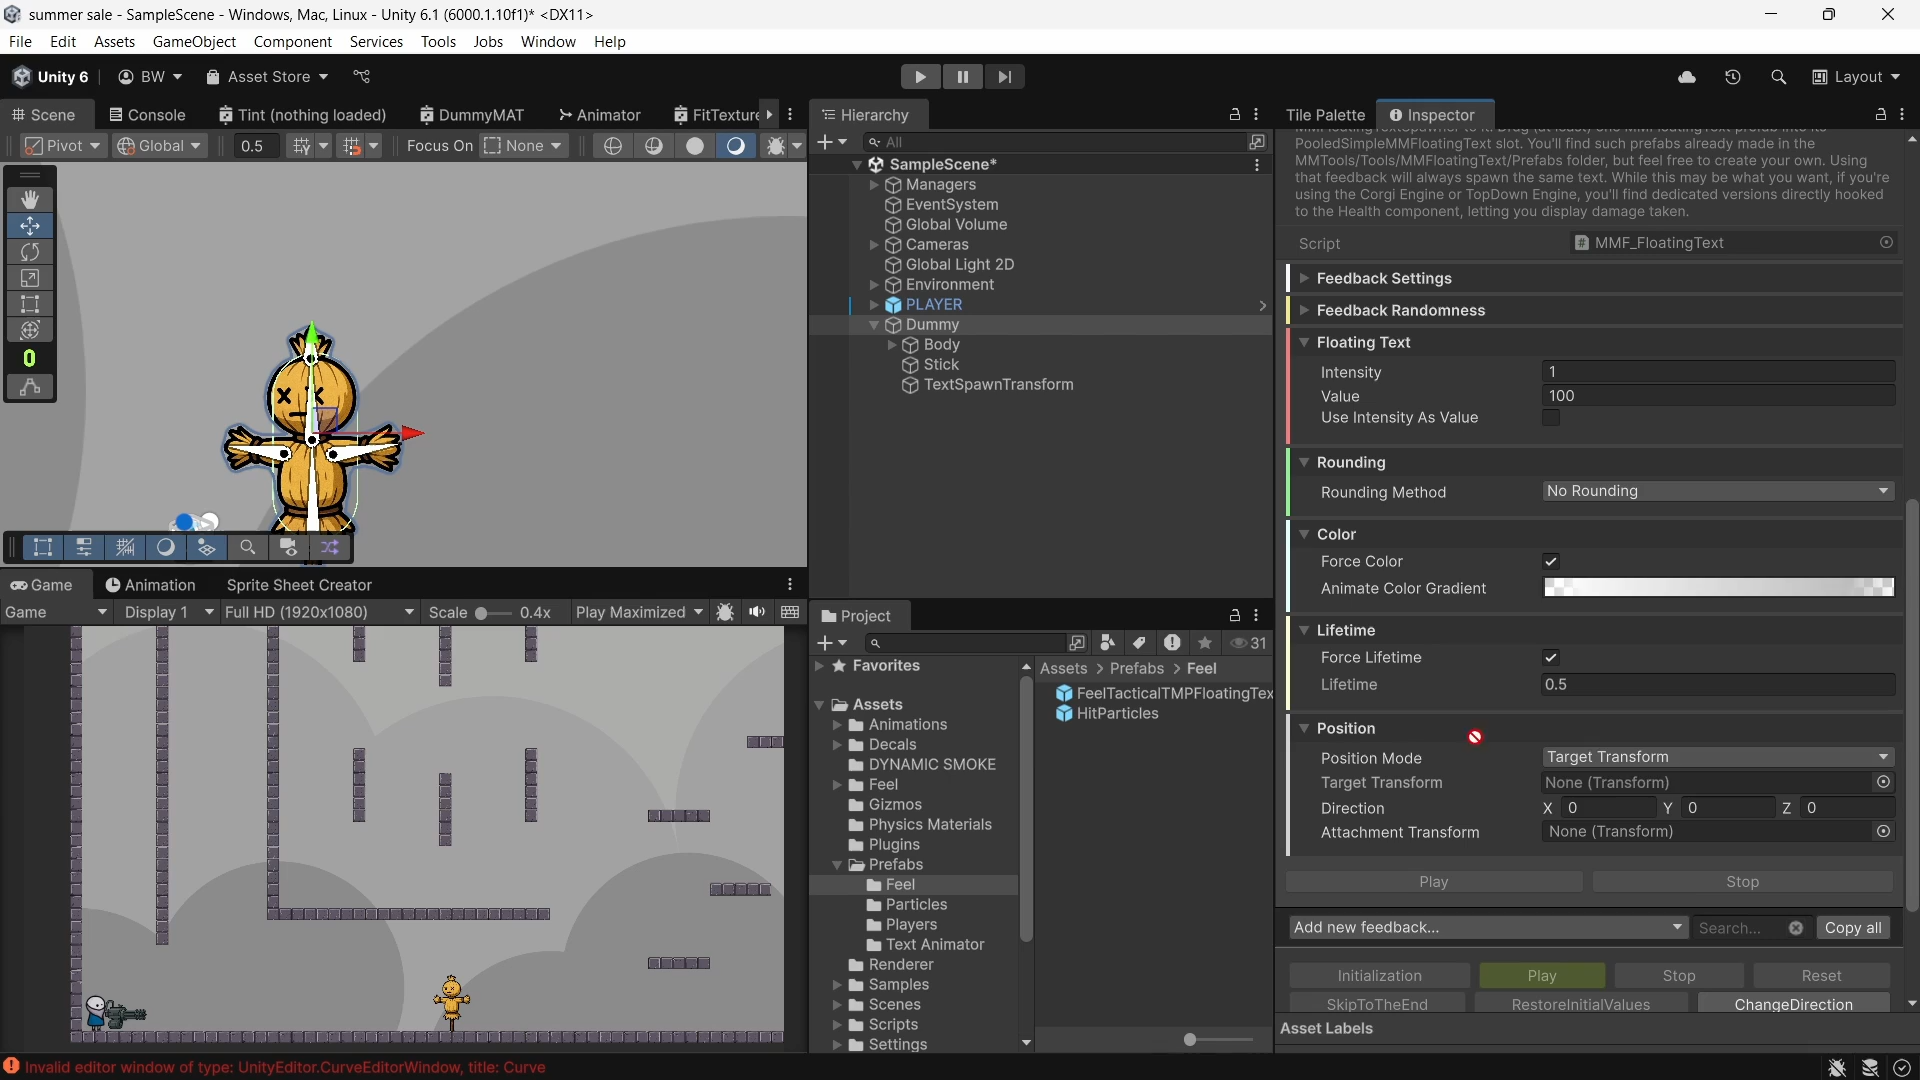 summer sale - SampleScene - Windows, Mac, Linux - Unity 6.1 (6000.1.10f1)* <DX11>
File Edit Assets GameObject Component Services Tools Jobs Window Help
Unity 6 BW Asset Store Layout
Scene Console Tint (nothing loaded) DummyMAT Animator FitTexture
Pivot Global 0.5 Focus On None
0
Game Animation Sprite Sheet Creator
Game Display 1 Full HD (1920x1080) Scale 0.4x Play Maximized
Hierarchy
All
SampleScene*
Managers
EventSystem
Global Volume
Cameras
Global Light 2D
Environment
PLAYER
Dummy
Body
Stick
TextSpawnTransform
Project
31
Favorites
Assets
Animations
Decals
DYNAMIC SMOKE
Feel
Gizmos
Physics Materials
Plugins
Prefabs
Feel
Particles
Players
Text Animator
Renderer
Samples
Scenes
Scripts
Settings
Assets > Prefabs > Feel
FeelTacticalTMPFloatingTex
HitParticles
Tile Palette Inspector
PooledSimpleMMFloatingText slot. You'll find such prefabs already made in the
MMTools/Tools/MMFloatingText/Prefabs folder, but feel free to create your own. Using
that feedback will always spawn the same text. While this may be what you want, if you're
using the Corgi Engine or TopDown Engine, you'll find dedicated versions directly hooked
to the Health component, letting you display damage taken.
Script MMF_FloatingText
Feedback Settings
Feedback Randomness
Floating Text
Intensity 1
Value 100
Use Intensity As Value
Rounding
Rounding Method No Rounding
Color
Force Color
Animate Color Gradient
Lifetime
Force Lifetime
Lifetime 0.5
Position
Position Mode Target Transform
Target Transform None (Transform)
Direction X 0 Y 0 Z 0
Attachment Transform None (Transform)
Play Stop
Add new feedback... Search... Copy all
Initialization Play Stop Reset
SkipToTheEnd RestoreInitialValues ChangeDirection
Asset Labels
Invalid editor window of type: UnityEditor.CurveEditorWindow, title: Curve